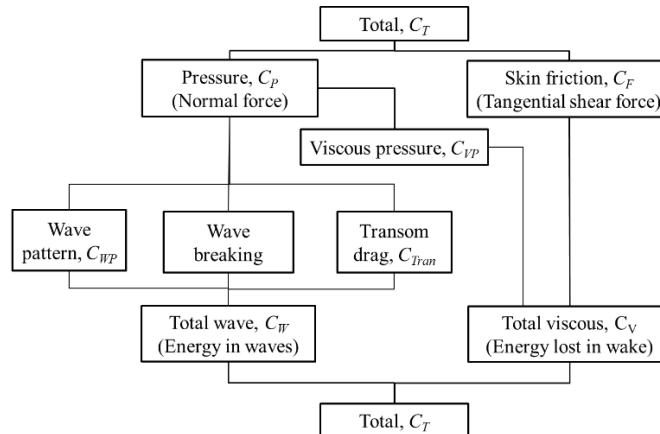 Total, C_T
Pressure, C_P
(Normal force)
Skin friction, C_F
(Tangential shear force)
Viscous pressure, C_VP
Wave
pattern, C_WP
Wave
breaking
Transom
drag, C_Tran
Total wave, C_W
(Energy in waves)
Total viscous, C_V
(Energy lost in wake)
Total, C_T